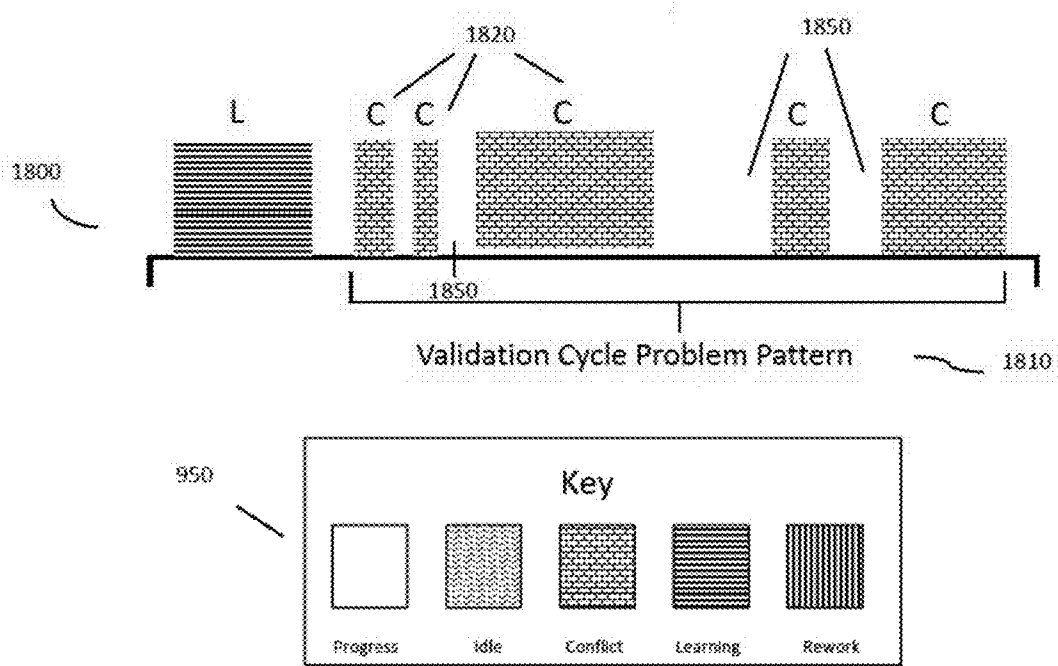 1820
1850
L C C C C C
1800
1850
Validation Cycle Problem Pattern
1810
950
Key
Progress Idle Conflict Learning Rework